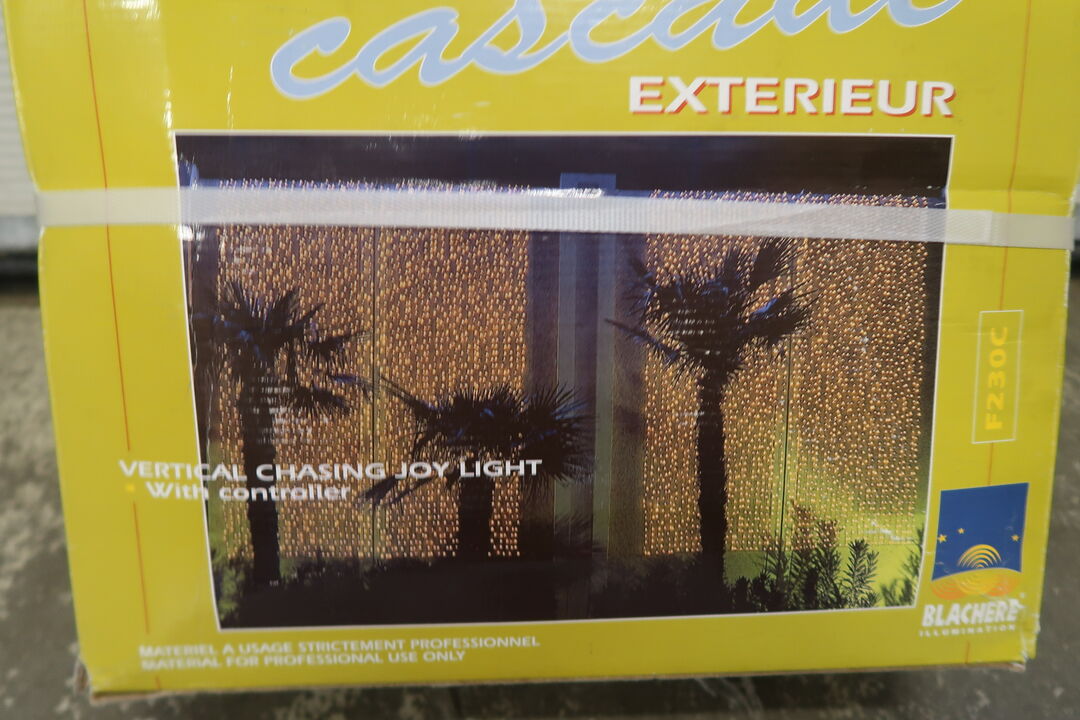 cascade
EXTERIEUR
F230C
VERTICAL CHASING JOY LIGHT
With controller
BLACHERE
ILLUMINATION
MATERIEL A USAGE STRICTEMENT PROFESSIONNEL
MATERIAL FOR PROFESSIONAL USE ONLY